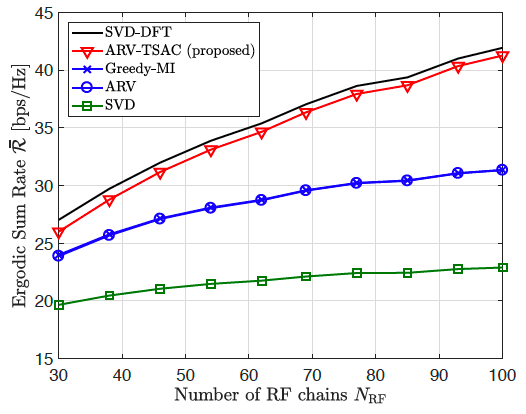 45
40
35
30
25
20
15
Ergodic Sum Rate R̄ [bps/Hz]
SVD-DFT
ARV-TSAC (proposed)
Greedy-MI
ARV
SVD
30 40 50 60 70 80 90 100
Number of RF chains N_RF